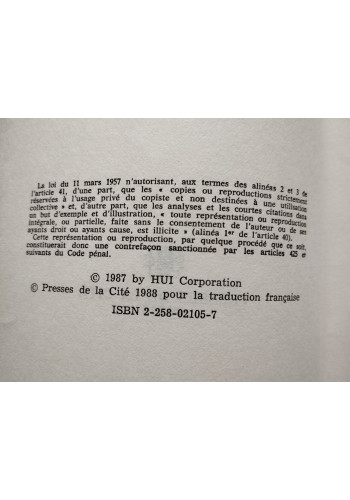 La loi du 11 mars 1957 n'autorisant, aux termes des alinéas 2 et 3 de
l'article 41, d'une part, que les « copies ou reproductions strictement
réservées à l'usage privé du copiste et non destinées à une utilisation
collective » et, d'autre part, que les analyses et les courtes citations dans
un but d'exemple et d'illustration, « toute représentation ou reproduction
intégrale, ou partielle, faite sans le consentement de l'auteur ou de ses
ayants droit ou ayants cause, est illicite » (alinéa 1er de l'article 40).
Cette représentation ou reproduction, par quelque procédé que ce soit,
constituerait donc une contrefaçon sanctionnée par les articles 425 et
suivants du Code pénal.
© 1987 by HUI Corporation
© Presses de la Cité 1988 pour la traduction française
ISBN 2-258-02105-7